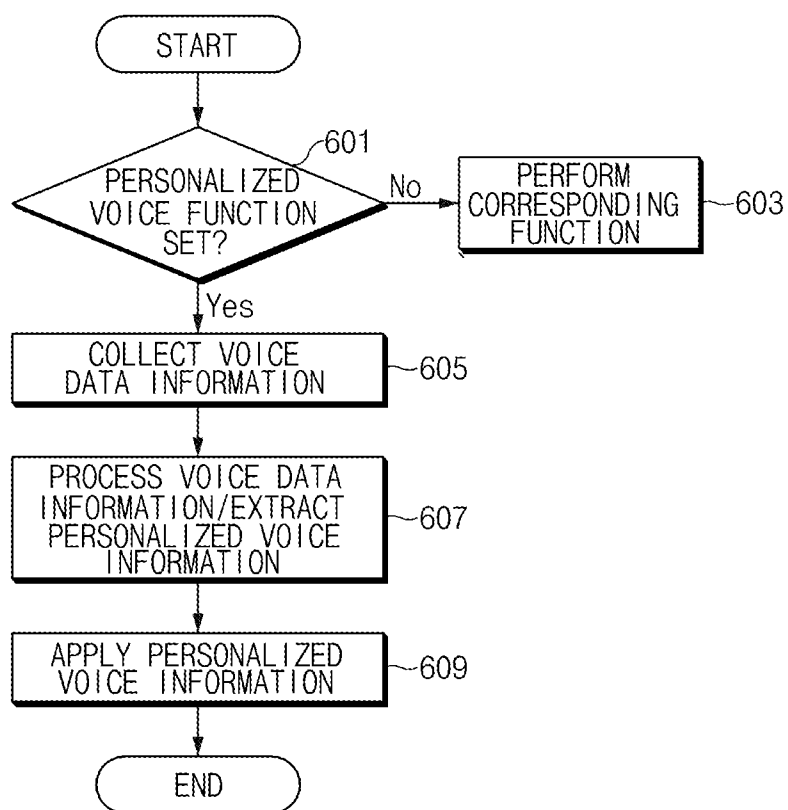 START
601
PERSONALIZED
VOICE FUNCTION
SET?
No
PERFORM
CORRESPONDING
FUNCTION
603
Yes
COLLECT VOICE
DATA INFORMATION
605
PROCESS VOICE DATA
INFORMATION/EXTRACT
PERSONALIZED VOICE
INFORMATION
607
APPLY PERSONALIZED
VOICE INFORMATION
609
END